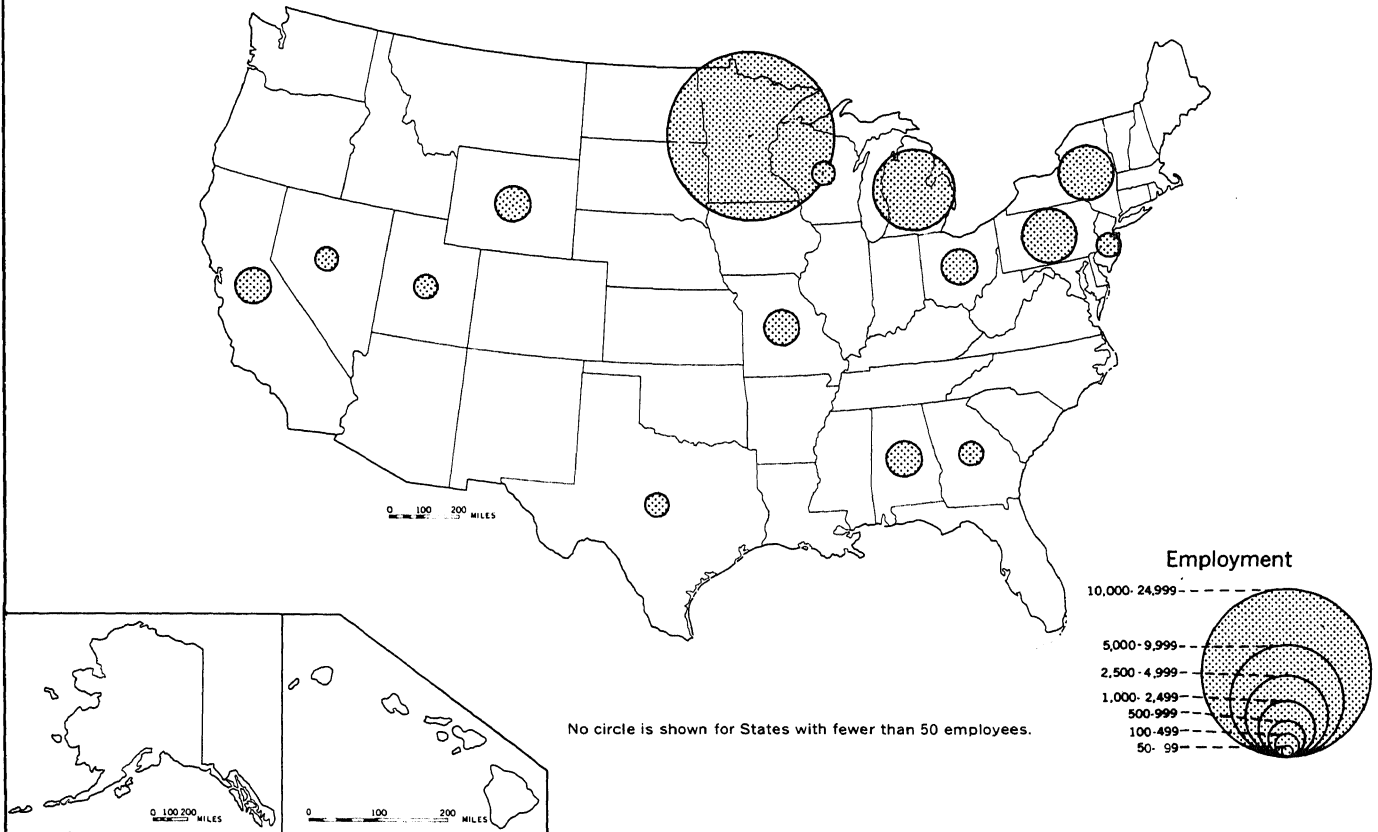 0 100 200 MILES
Employment
10,000-24,999
5,000-9,999
2,500-4,999
1,000-2,499
500-999
100-499
50-99
No circle is shown for States with fewer than 50 employees.
0 100 200 MILES
0 100 200 MILES